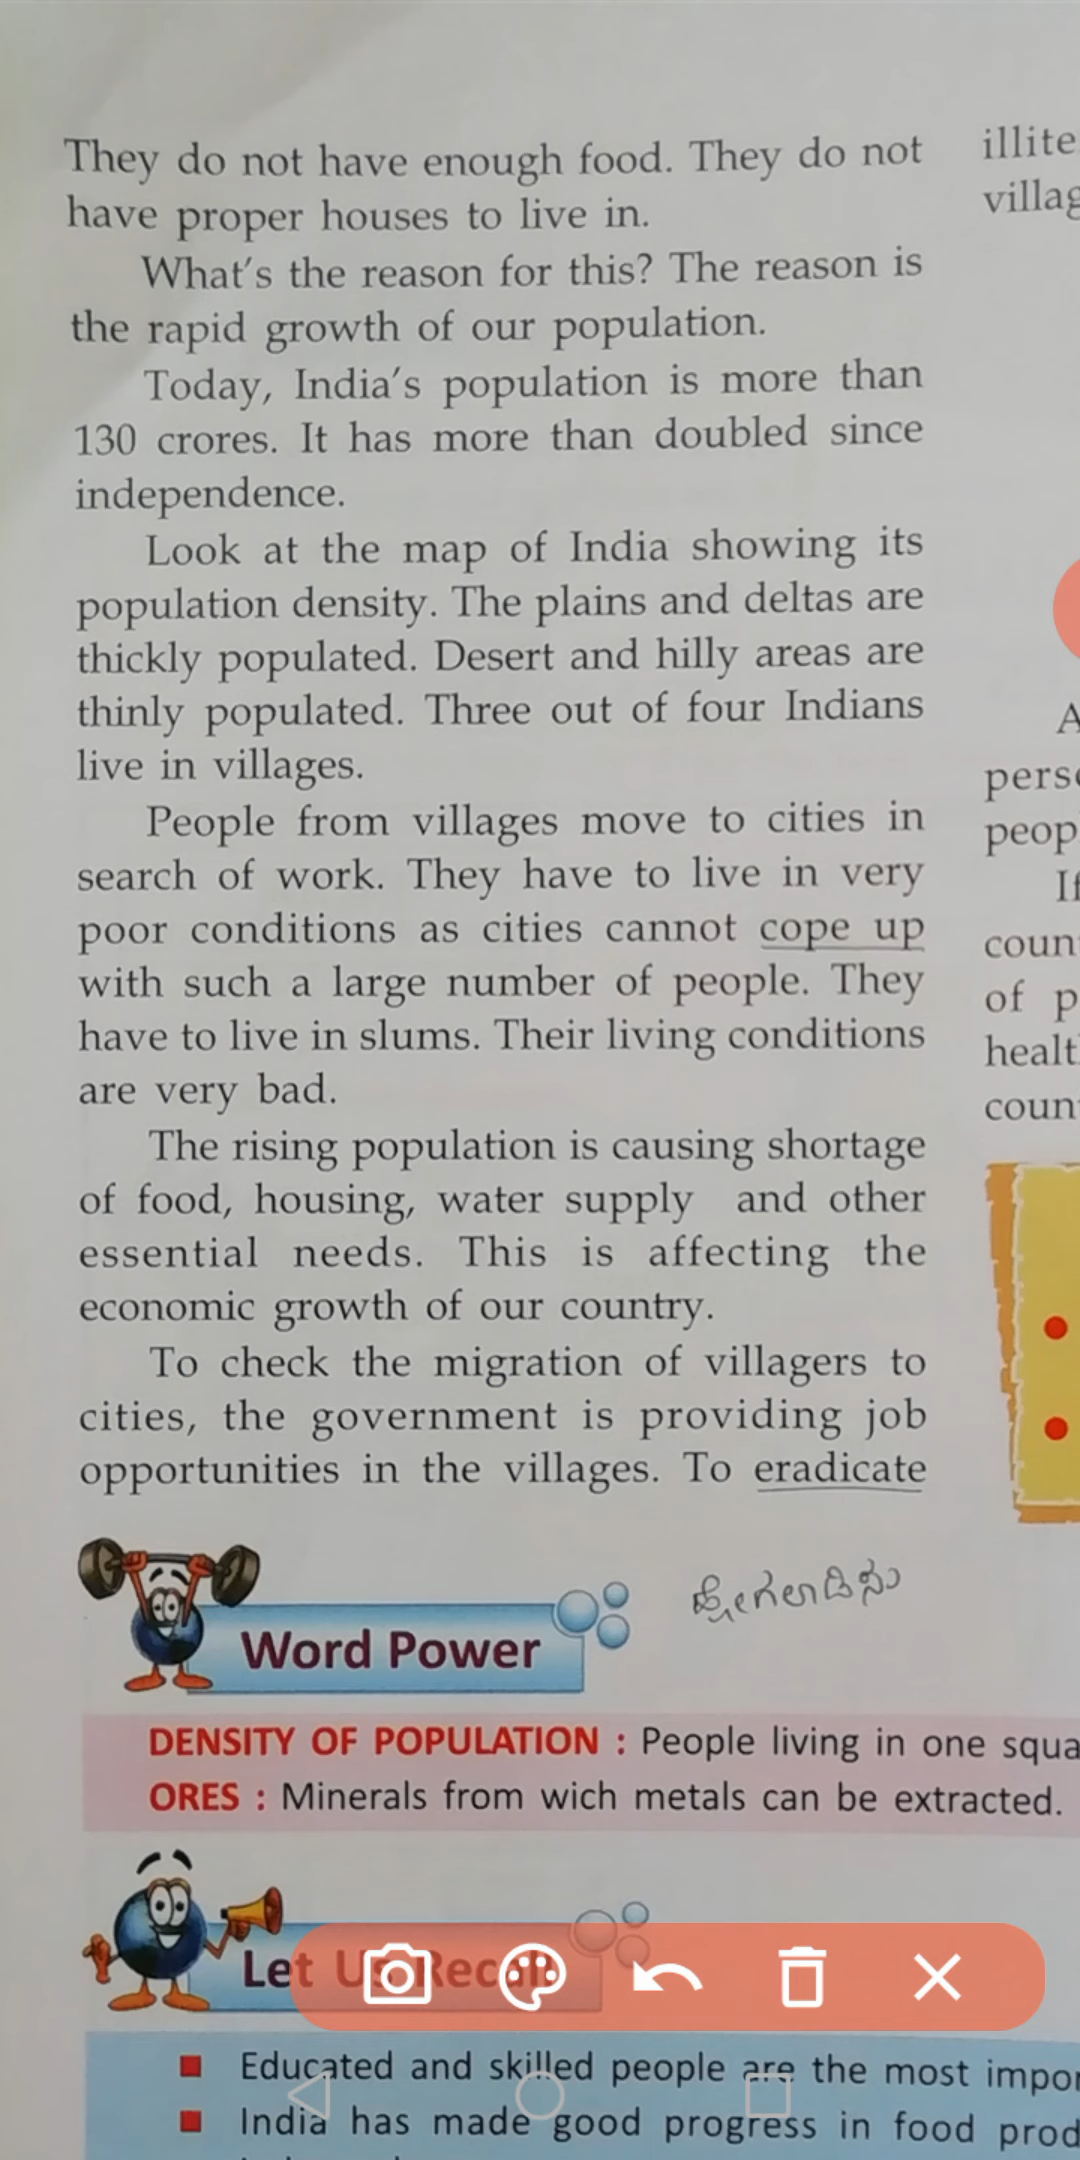 They do not have enough food. They do not
have proper houses to live in.
What's the reason for this? The reason is
the rapid growth of our population.
Today, India's population is more than
130 crores. It has more than doubled since
independence.
Look at the map of India showing its
population density. The plains and deltas are
thickly populated. Desert and hilly areas are
thinly populated. Three out of four Indians
live in villages.
People from villages move to cities in
search of work. They have to live in very
poor conditions as cities cannot cope up
with such a large number of people. They
have to live in slums. Their living conditions
are very bad.
The rising population is causing shortage
of food, housing, water supply and other
essential needs. This is affecting the
economic growth of our country.
To check the migration of villagers to
cities, the government is providing job
opportunities in the villages. To eradicate
illite
villag
A
pers
peop
If
coun
of p
healt
coun
Word Power
DENSITY OF POPULATION : People living in one squa
ORES : Minerals from wich metals can be extracted.
Let Us Recall
Educated and skilled people are the most impor
India has made good progress in food prod